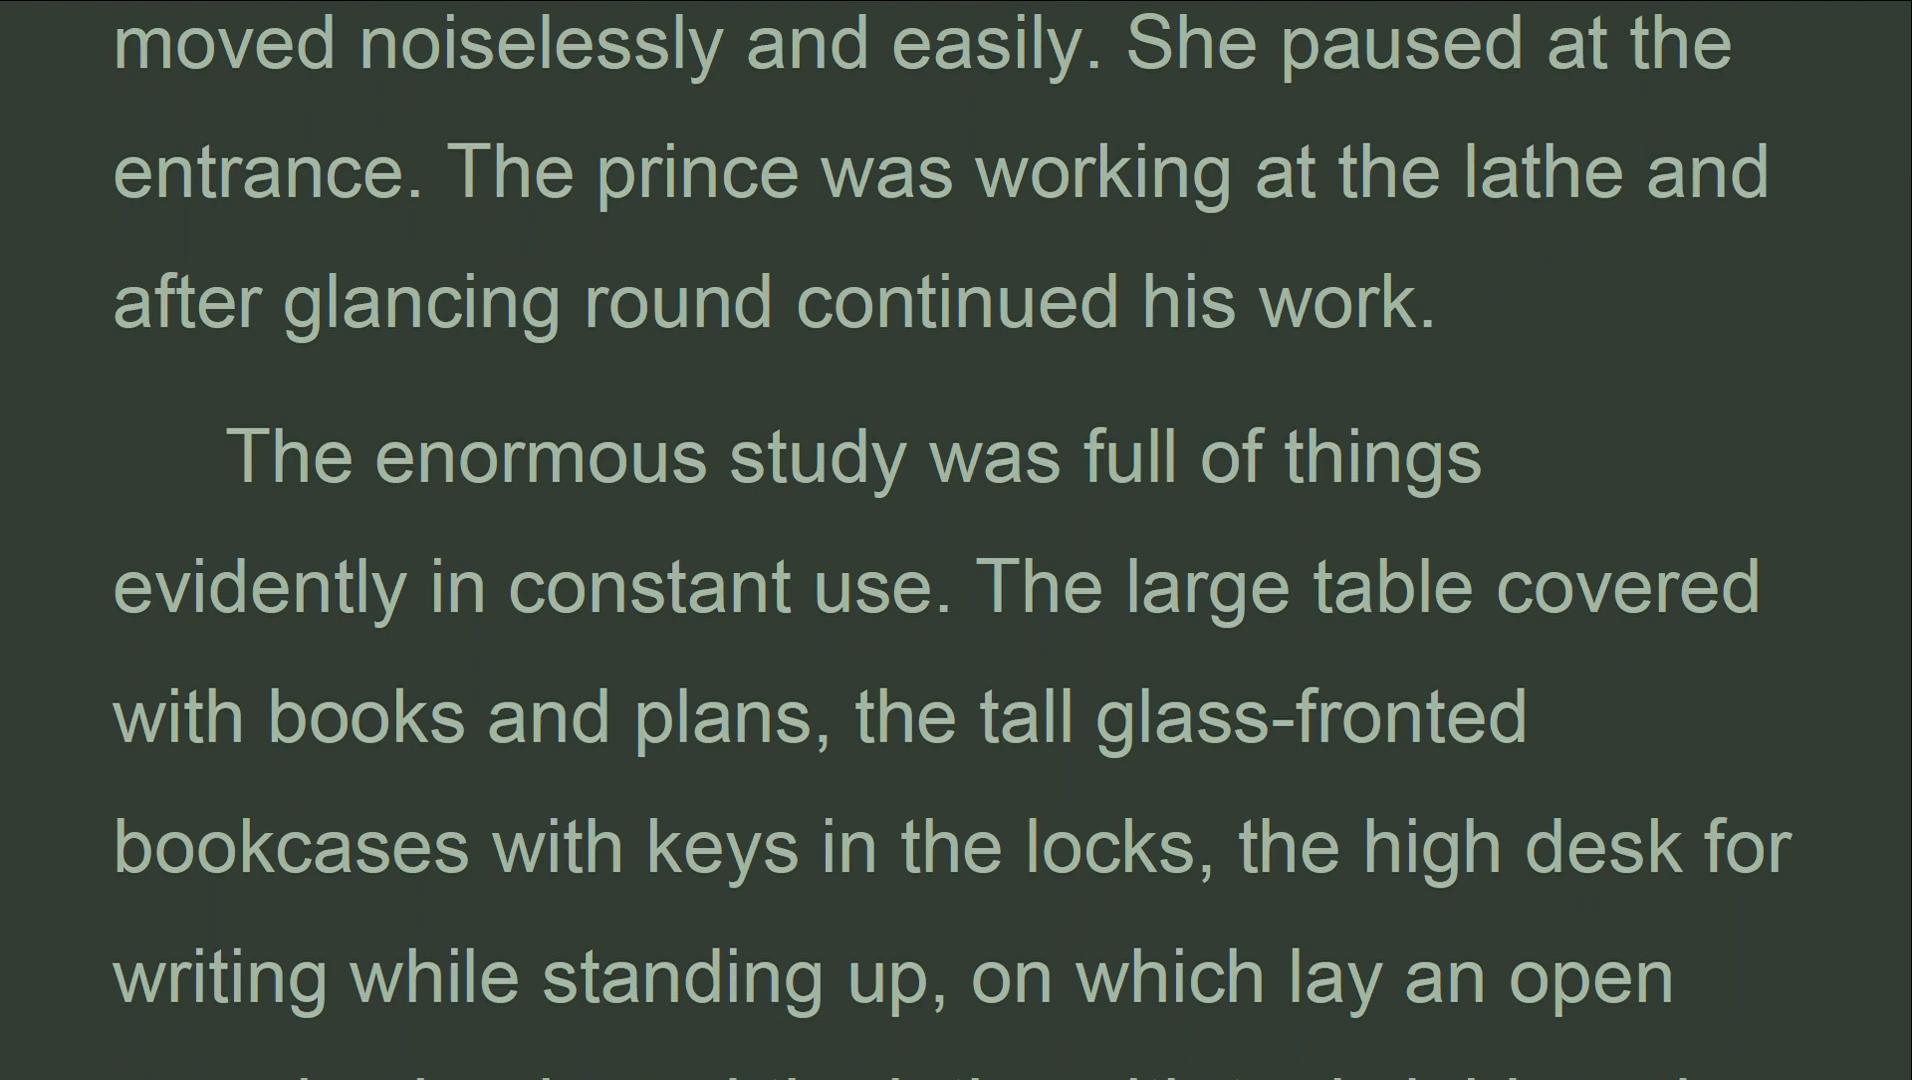 moved noiselessly and easily. She paused at the
entrance. The prince was working at the lathe and
after glancing round continued his work.
The enormous study was full of things
evidently in constant use. The large table covered
with books and plans, the tall glass-fronted
bookcases with keys in the locks, the high desk for
writing while standing up, on which lay an open